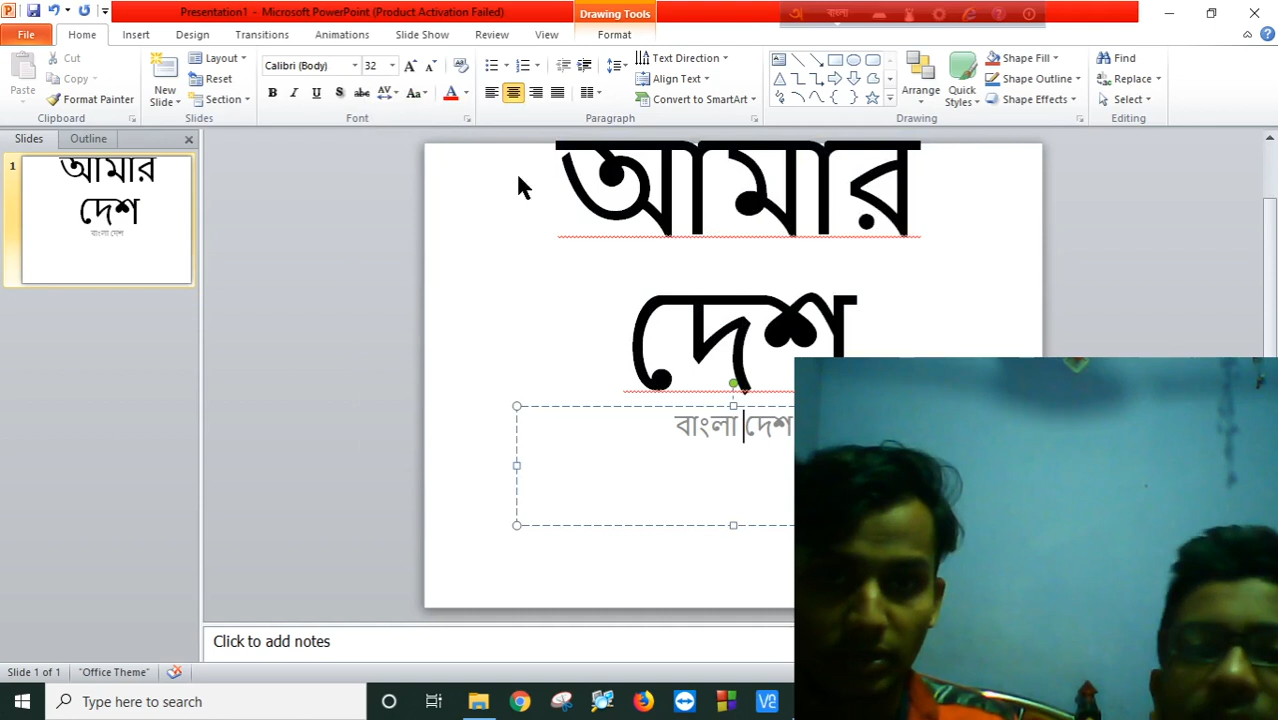 Presentation1 - Microsoft PowerPoint (Product Activation Failed)
Drawing Tools
বাংলা
File Home Insert Design Transitions Animations Slide Show Review View Format
Paste
Cut
Copy
Format Painter
Clipboard
New Slide
Layout
Reset
Section
Slides
Calibri (Body) 32
B I U S abc AV Aa A
Font
Text Direction
Align Text
Convert to SmartArt
Paragraph
Arrange
Quick Styles
Shape Fill
Shape Outline
Shape Effects
Drawing
Find
Replace
Select
Editing
Slides Outline
1
আমার
দেশ
বাংলা দেশ
আমার
দেশ
বাংলা দেশ
Click to add notes
Slide 1 of 1 "Office Theme"
Type here to search